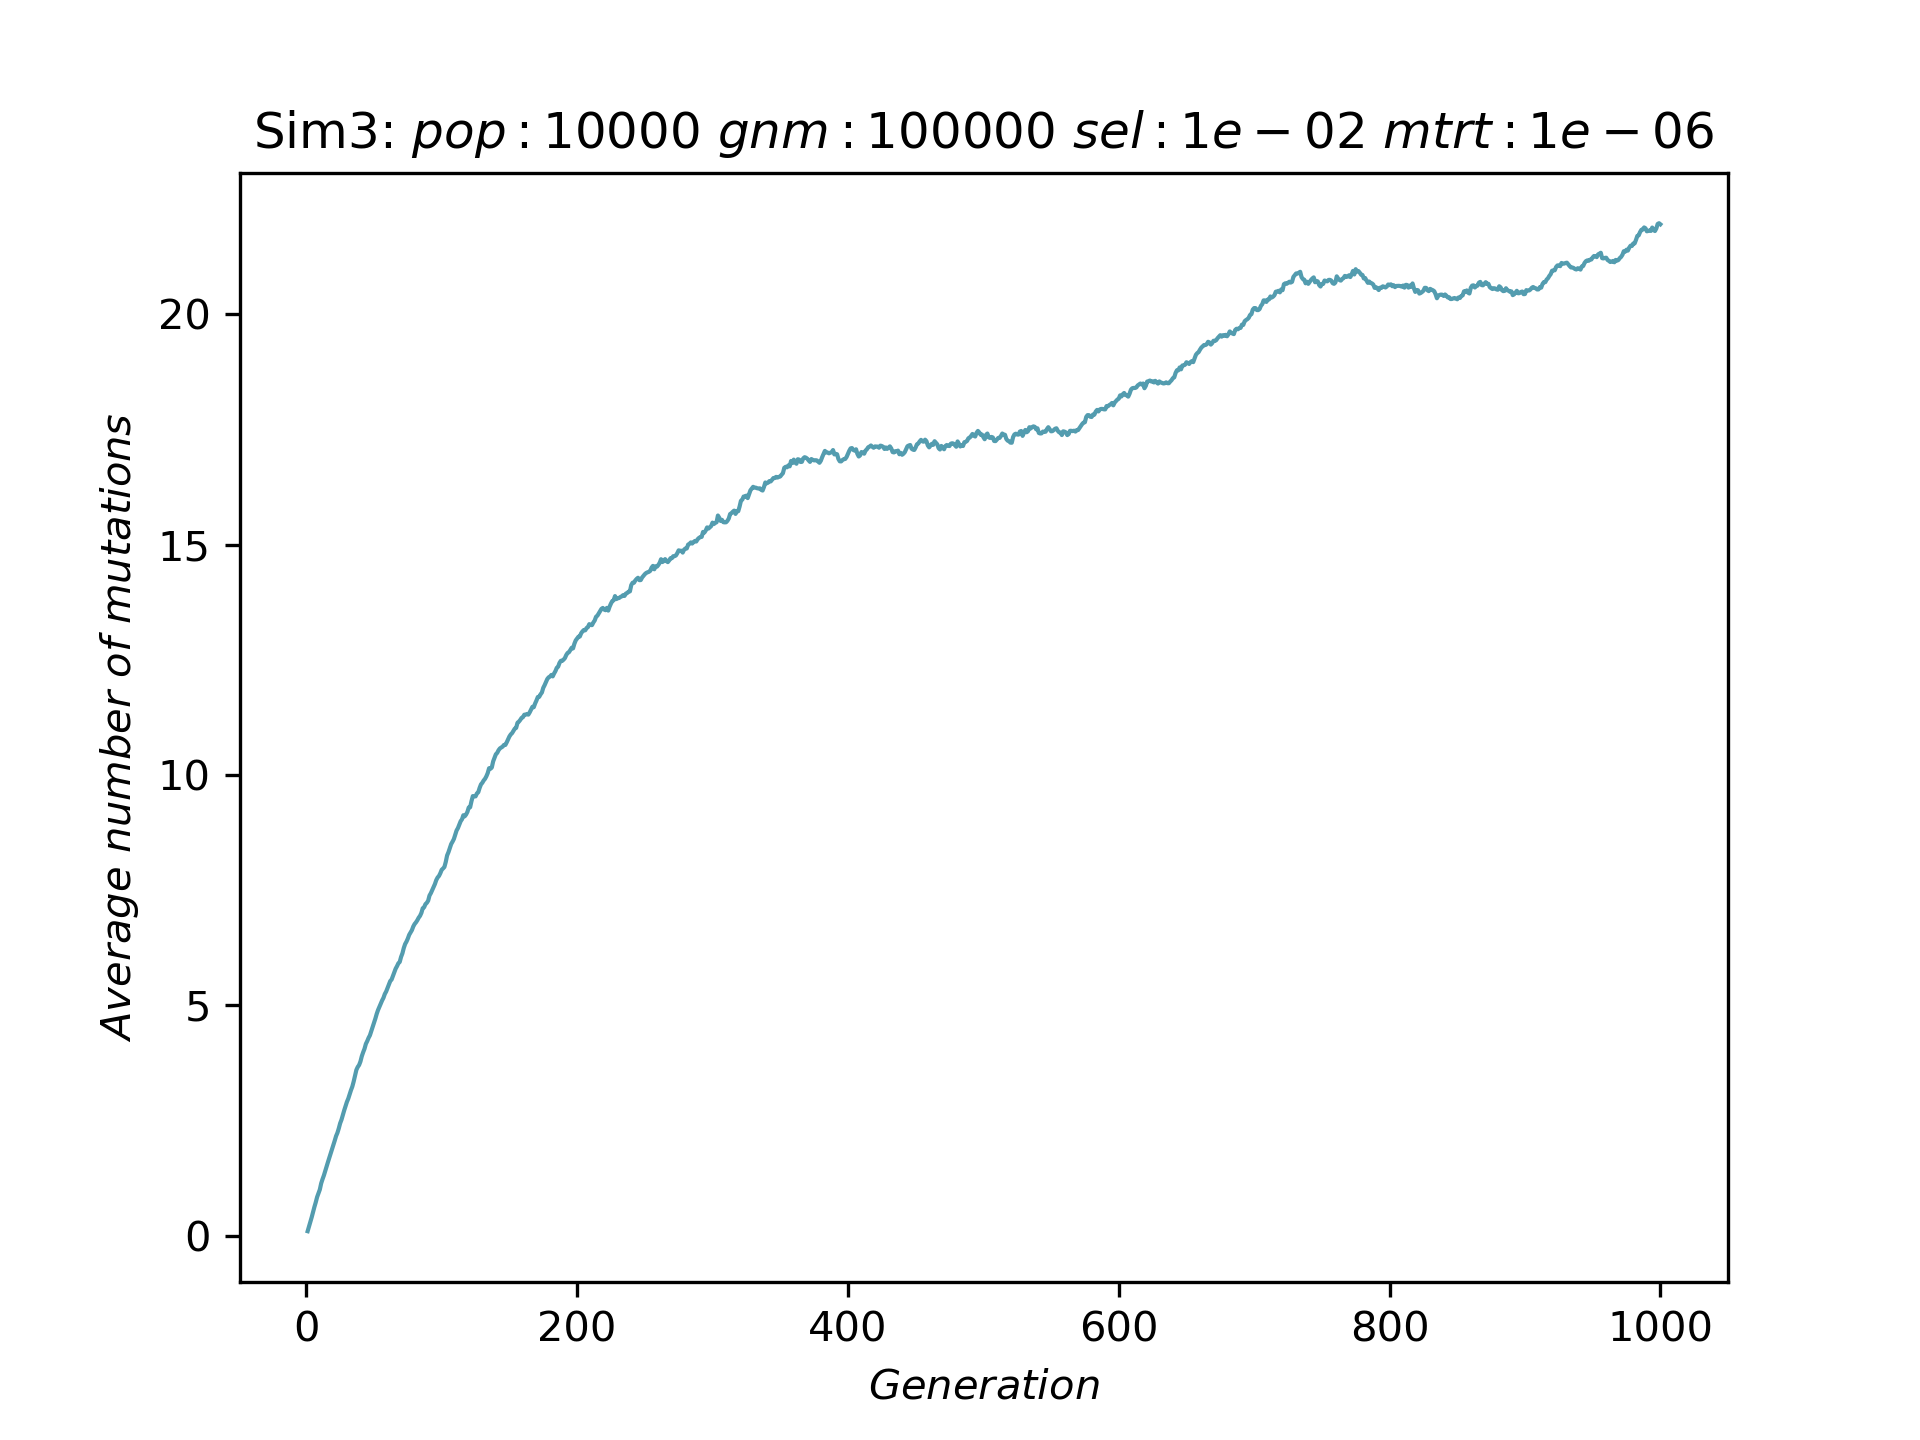 Sim3: pop : 10000 gnm : 100000 sel : 1e − 02 mtrt : 1e − 06
Average number of mutations
20
15
10
5
0
0 200 400 600 800 1000
Generation